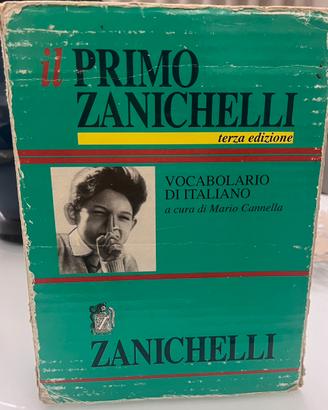 il PRIMO
ZANICHELLI
terza edizione
VOCABOLARIO
DI ITALIANO
a cura di Mario Cannella
ZANICHELLI